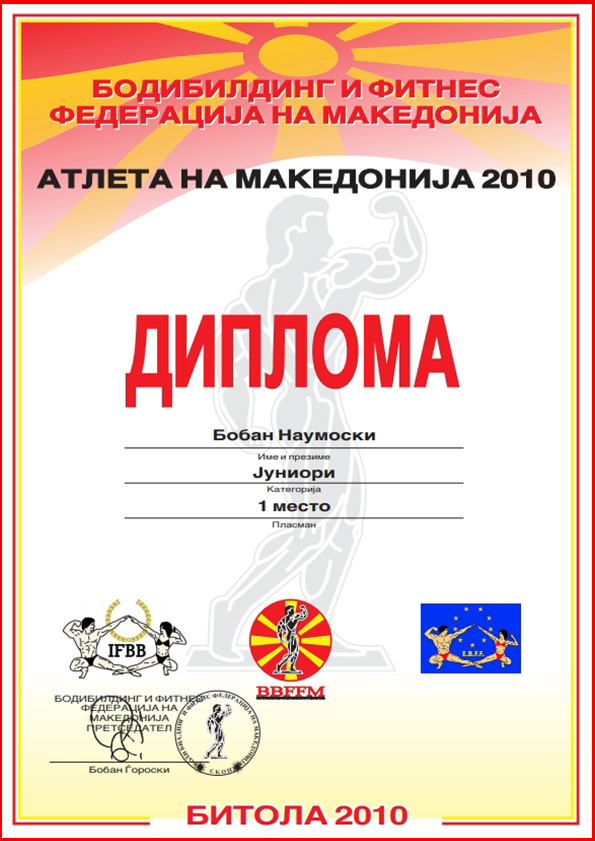 БОДИБИЛДИНГ И ФИТНЕС
ФЕДЕРАЦИЈА НА МАКЕДОНИЈА
АТЛЕТА НА МАКЕДОНИЈА 2010
ДИПЛОМА
Бобан Наумоски
Име и презиме
Јуниори
Категорија
1 место
Пласман
IFBB
BBFFM
E.B.F.F.
БОДИБИЛДИНГ И ФИТНЕС
ФЕДЕРАЦИЈА НА
МАКЕДОНИЈА
ПРЕТСЕДАТЕЛ
Бобан Ѓороски
БИТОЛА 2010